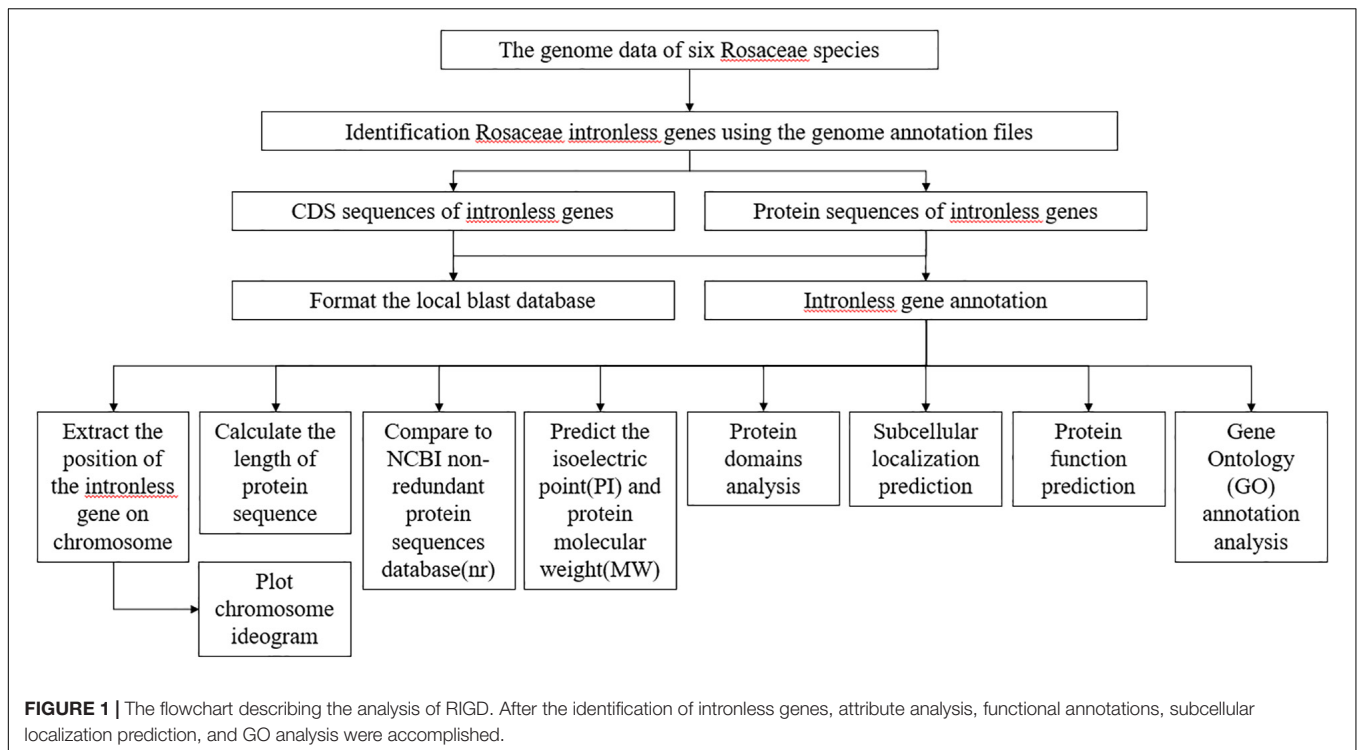 The genome data of six Rosaceae species
Identification Rosaceae intronless genes using the genome annotation files
CDS sequences of intronless genes
Protein sequences of intronless genes
Format the local blast database
Intronless gene annotation
Extract the
position of
the intronless
gene on
chromosome
Calculate the
length of
protein
sequence
Compare to
NCBI non-
redundant
protein
sequences
database(nr)
Predict the
isoelectric
point(PI) and
protein
molecular
weight(MW)
Protein
domains
analysis
Subcellular
localization
prediction
Protein
function
prediction
Gene
Ontology
(GO)
annotation
analysis
Plot
chromosome
ideogram
FIGURE 1 | The flowchart describing the analysis of RIGD. After the identification of intronless genes, attribute analysis, functional annotations, subcellular
localization prediction, and GO analysis were accomplished.